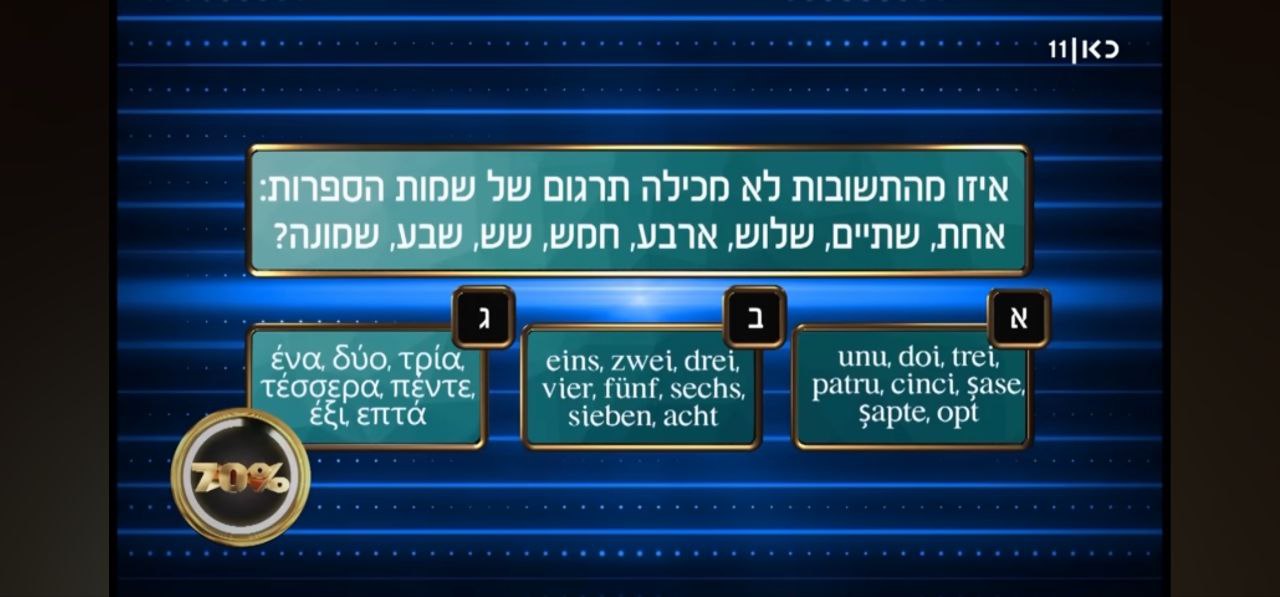 כאן|11
איזו מהתשובות לא מכילה תרגום של שמות הספרות:
אחת, שתיים, שלוש, ארבע, חמש, שש, שבע, שמונה?
א
unu, doi, trei,
patru, cinci, şase,
şapte, opt
ב
eins, zwei, drei,
vier, fünf, sechs,
sieben, acht
ג
ένα, δύο, τρία,
τέσσερα, πέντε,
έξι, επτά
70%